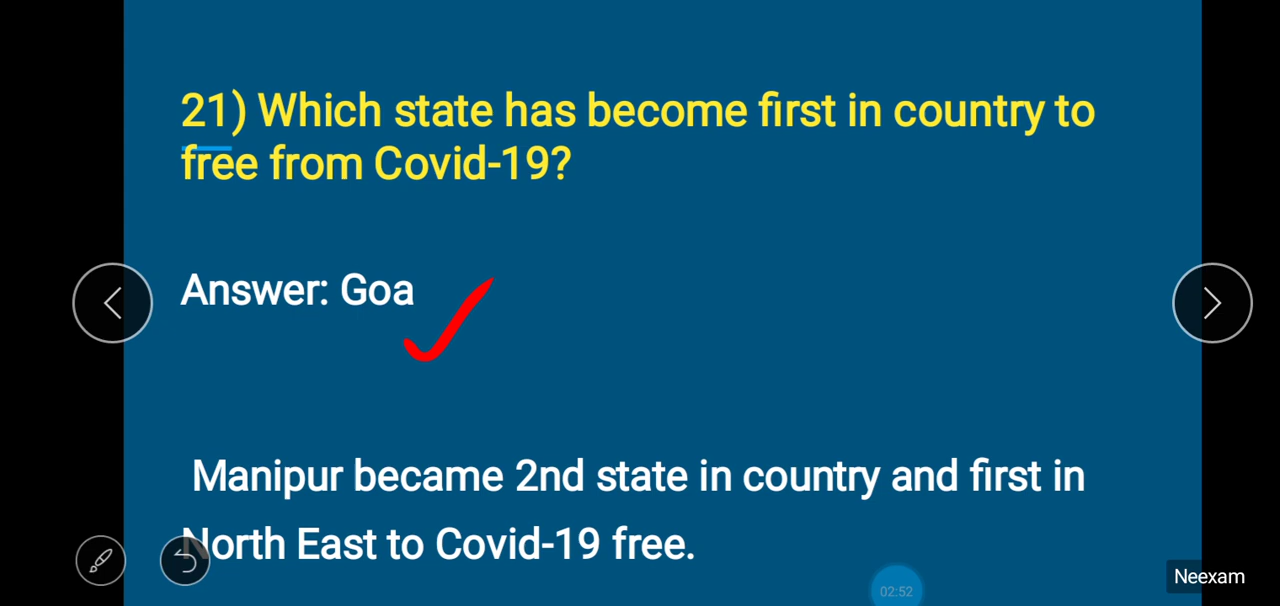 21) Which state has become first in country to
free from Covid-19?
Answer: Goa
Manipur became 2nd state in country and first in
North East to Covid-19 free.
Neexam
02:52